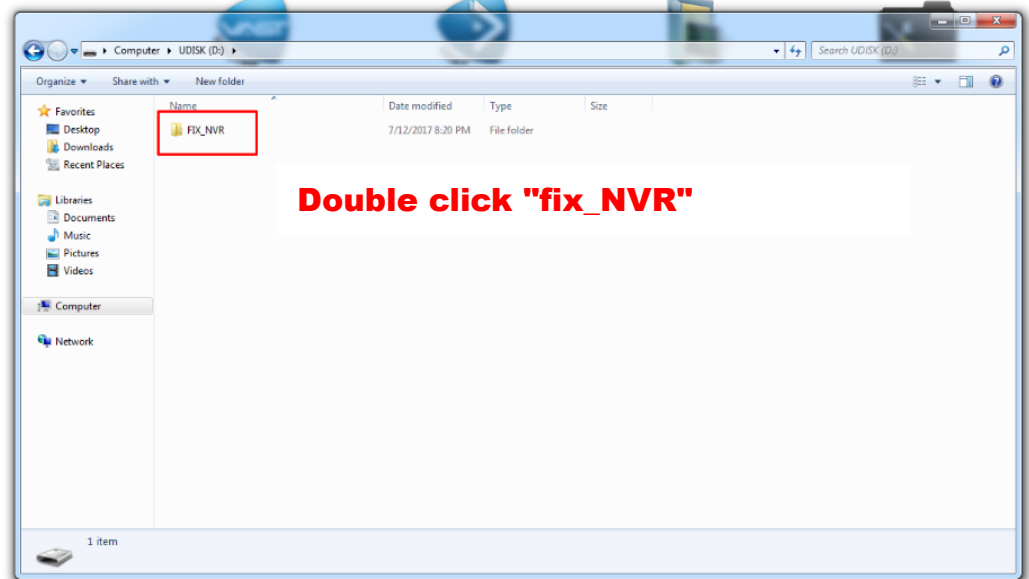 VAST
Computer ▸ UDISK (D:) ▸
Search UDISK (D:)
Organize ▾ Share with ▾ New folder
Name Date modified Type Size
Favorites
FIX_NVR 7/12/2017 8:20 PM File folder
Desktop
Downloads
Recent Places
Double click "fix_NVR"
Libraries
Documents
Music
Pictures
Videos
Computer
Network
1 item